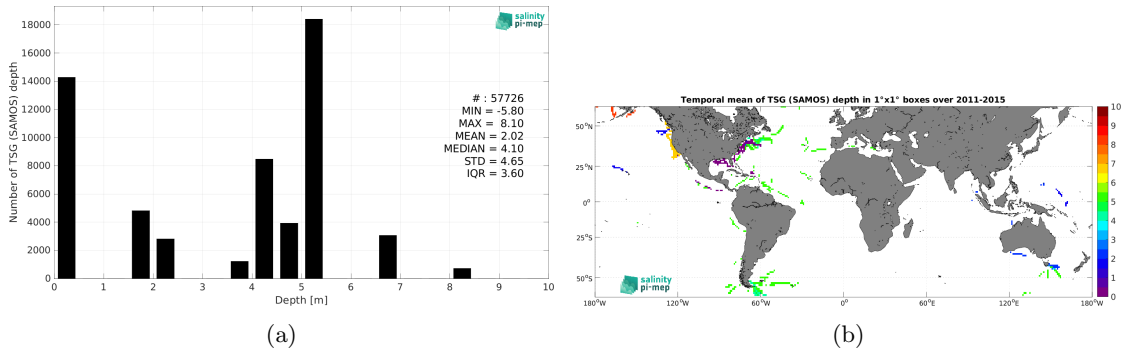 18000
16000
14000
12000
10000
8000
6000
4000
2000
0
Number of TSG (SAMOS) depth
salinity
pi-mep
# : 57726
MIN = -5.80
MAX = 8.10
MEAN = 2.02
MEDIAN = 4.10
STD = 4.65
IQR = 3.60
0 1 2 3 4 5 6 7 8 9 10
Depth [m]
(a)
Temporal mean of TSG (SAMOS) depth in 1°x1° boxes over 2011-2015
50°N
25°N
0°
25°S
50°S
salinity
pi-mep
180°W 120°W 60°W 0° 60°E 120°E 180°W
10
9
8
7
6
5
4
3
2
1
0
(b)